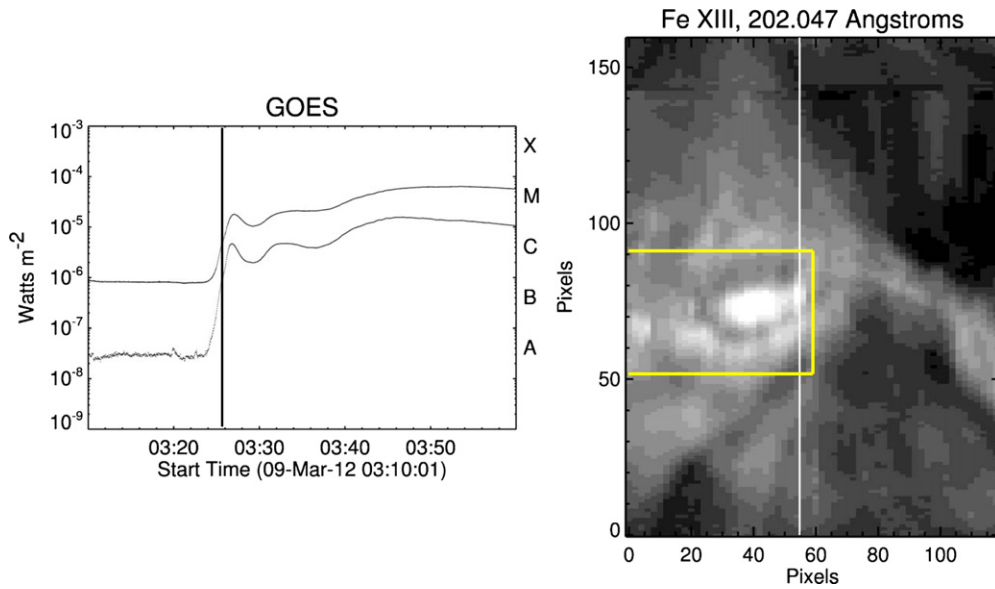 GOES
10-3
10-4
10-5
10-6
10-7
10-8
10-9
Watts m-2
X
M
C
B
A
03:20 03:30 03:40 03:50
Start Time (09-Mar-12 03:10:01)
Fe XIII, 202.047 Angstroms
150
100
50
0
Pixels
0 20 40 60 80 100
Pixels